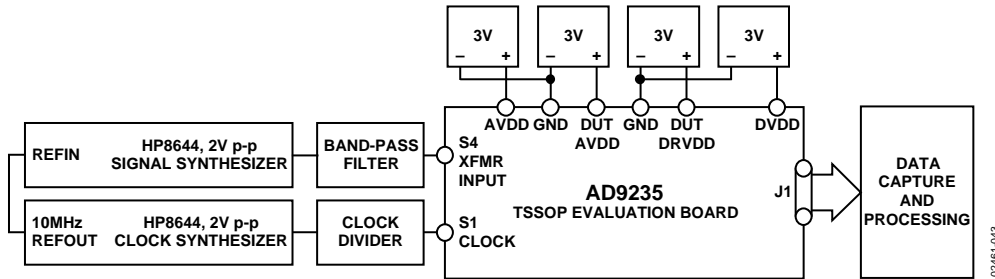 3V
3V
3V
3V
– +
– +
– +
– +
AVDD GND DUT AVDD GND DUT DRVDD DVDD
REFIN
HP8644, 2V p-p
SIGNAL SYNTHESIZER
BAND-PASS
FILTER
S4
XFMR
INPUT
10MHz
REFOUT
HP8644, 2V p-p
CLOCK SYNTHESIZER
CLOCK
DIVIDER
S1
CLOCK
AD9235
TSSOP EVALUATION BOARD
J1
DATA
CAPTURE
AND
PROCESSING
02461-043